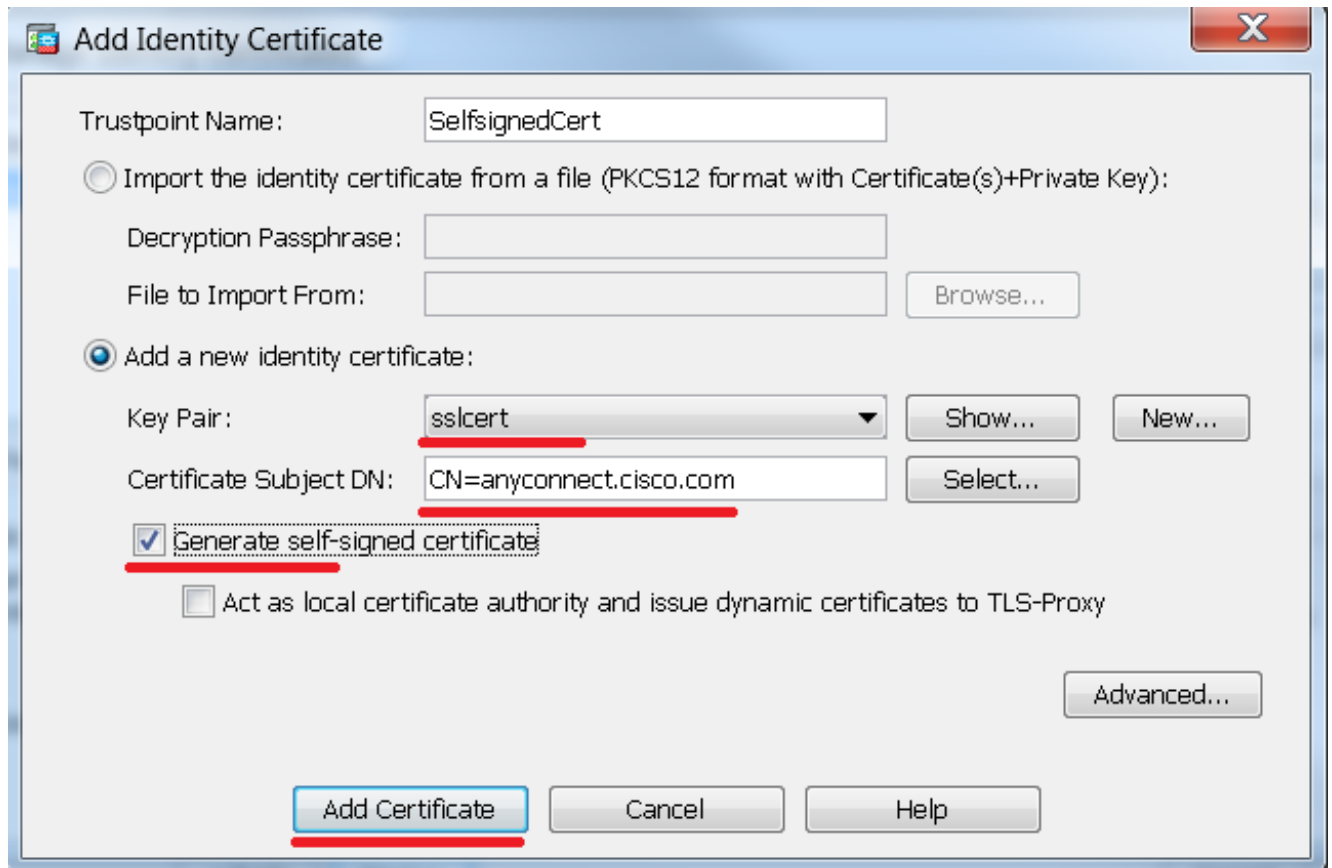 Add Identity Certificate
X
Trustpoint Name: SelfsignedCert
Import the identity certificate from a file (PKCS12 format with Certificate(s)+Private Key):
Decryption Passphrase:
File to Import From: Browse...
Add a new identity certificate:
Key Pair: sslcert Show... New...
Certificate Subject DN: CN=anyconnect.cisco.com Select...
Generate self-signed certificate
Act as local certificate authority and issue dynamic certificates to TLS-Proxy
Advanced...
Add Certificate Cancel Help